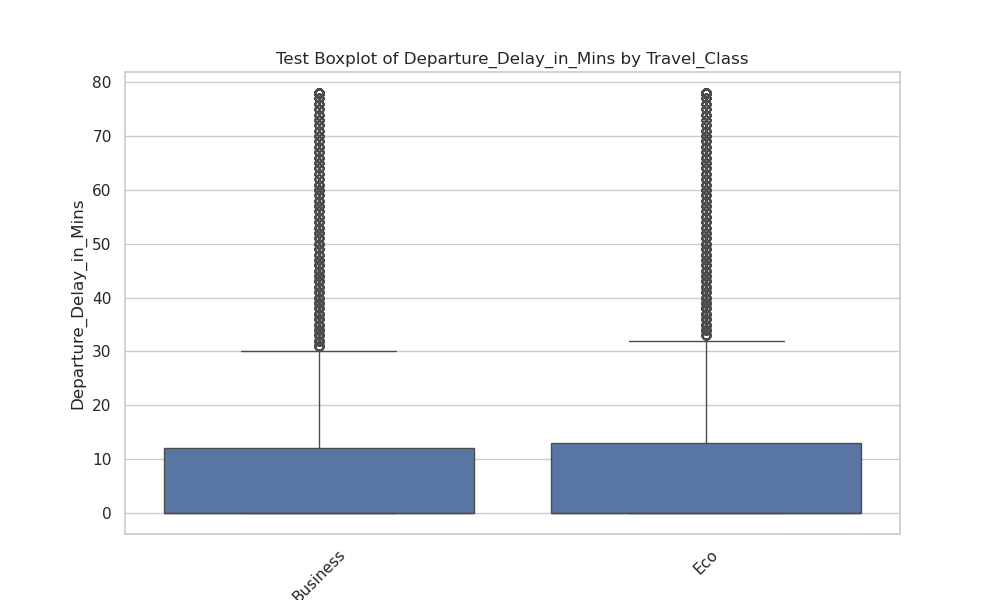 Test Boxplot of Departure_Delay_in_Mins by Travel_Class
Departure_Delay_in_Mins
80
70
60
50
40
30
20
10
0
Business
Eco